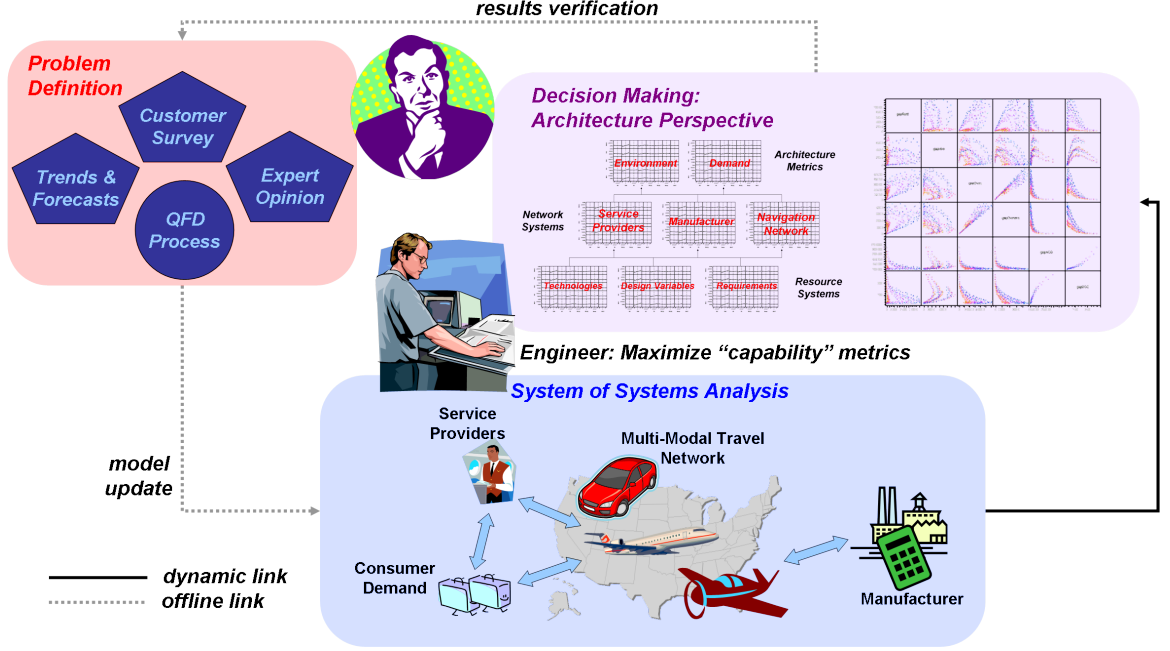 results verification
Problem
Definition
Customer
Survey
Trends &
Forecasts
Expert
Opinion
QFD
Process
Decision Making:
Architecture Perspective
Environment
Demand
Architecture
Metrics
Network
Systems
Service
Providers
Manufacturer
Navigation
Network
Technologies
Design Variables
Requirements
Resource
Systems
Engineer: Maximize “capability” metrics
System of Systems Analysis
Service
Providers
Multi-Modal Travel
Network
model
update
Consumer
Demand
Manufacturer
dynamic link
offline link